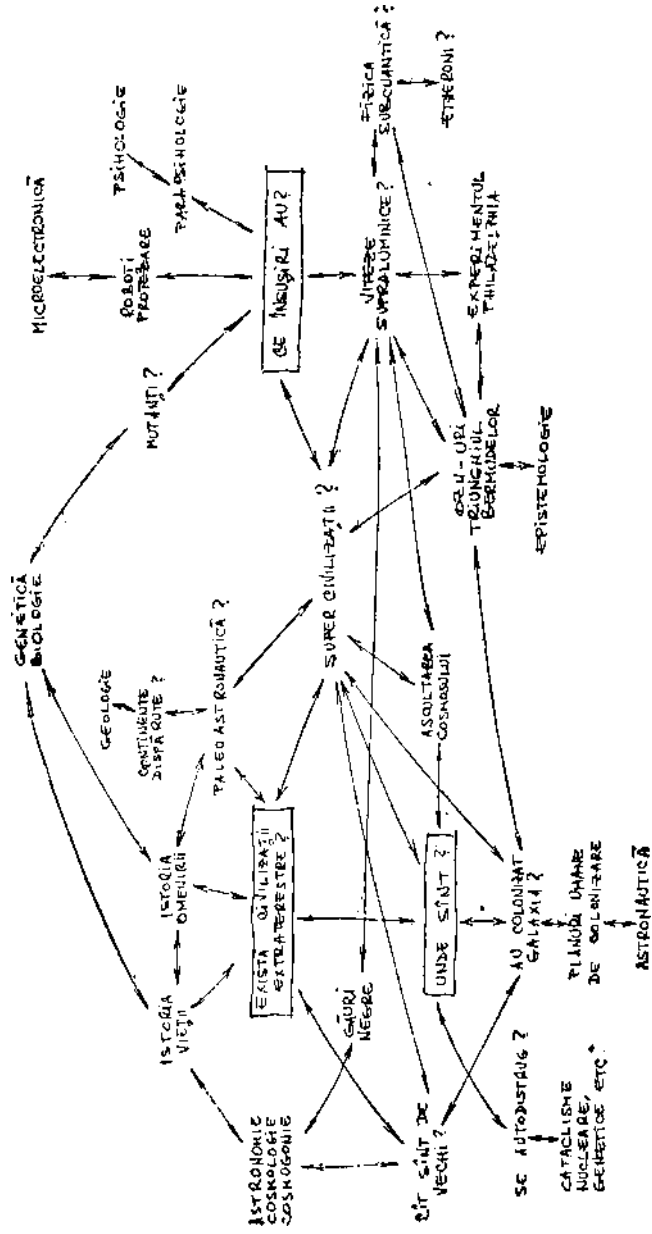 MICROELECTRONICĂ
PSIHOLOGIE
ROBOȚI
PROTEZARE
PARAPSIHOLOGIE
GENETICĂ
BIOLOGIE
MUTANȚI?
CE ÎNSUȘIRI AU?
VITEZE
SUPRALUMINICE?
FIZICA
SUBCUANTICĂ?
ETHERONI?
GEOLOGIE
CONTINENTE
DISPĂRUTE?
PALEOASTRONAUTICĂ?
SUPER CIVILIZAȚII?
EXPERIMENTUL
PHILADELPHIA
OZN-URI
TRIUNGHIUL
BERMUDELOR
EPISTEMOLOGIE
ISTORIA
OMENIRII
ISTORIA
VIEȚII
EXISTA CIVILIZAȚII
EXTRATERESTRE?
ASCULTAREA
COSMOSULUI
UNDE SÎNT?
ASTRONOMIE
COSMOLOGIE
COSMOGONIE
GĂURI
NEGRE
CÎT SÎNT DE
VECHI?
AU COLONIZAT
GALAXIA?
PLANURI UMANE
DE COLONIZARE
ASTRONAUTICĂ
SE AUTODISTRUG?
CATACLISME
NUCLEARE,
GENETICE ETC.